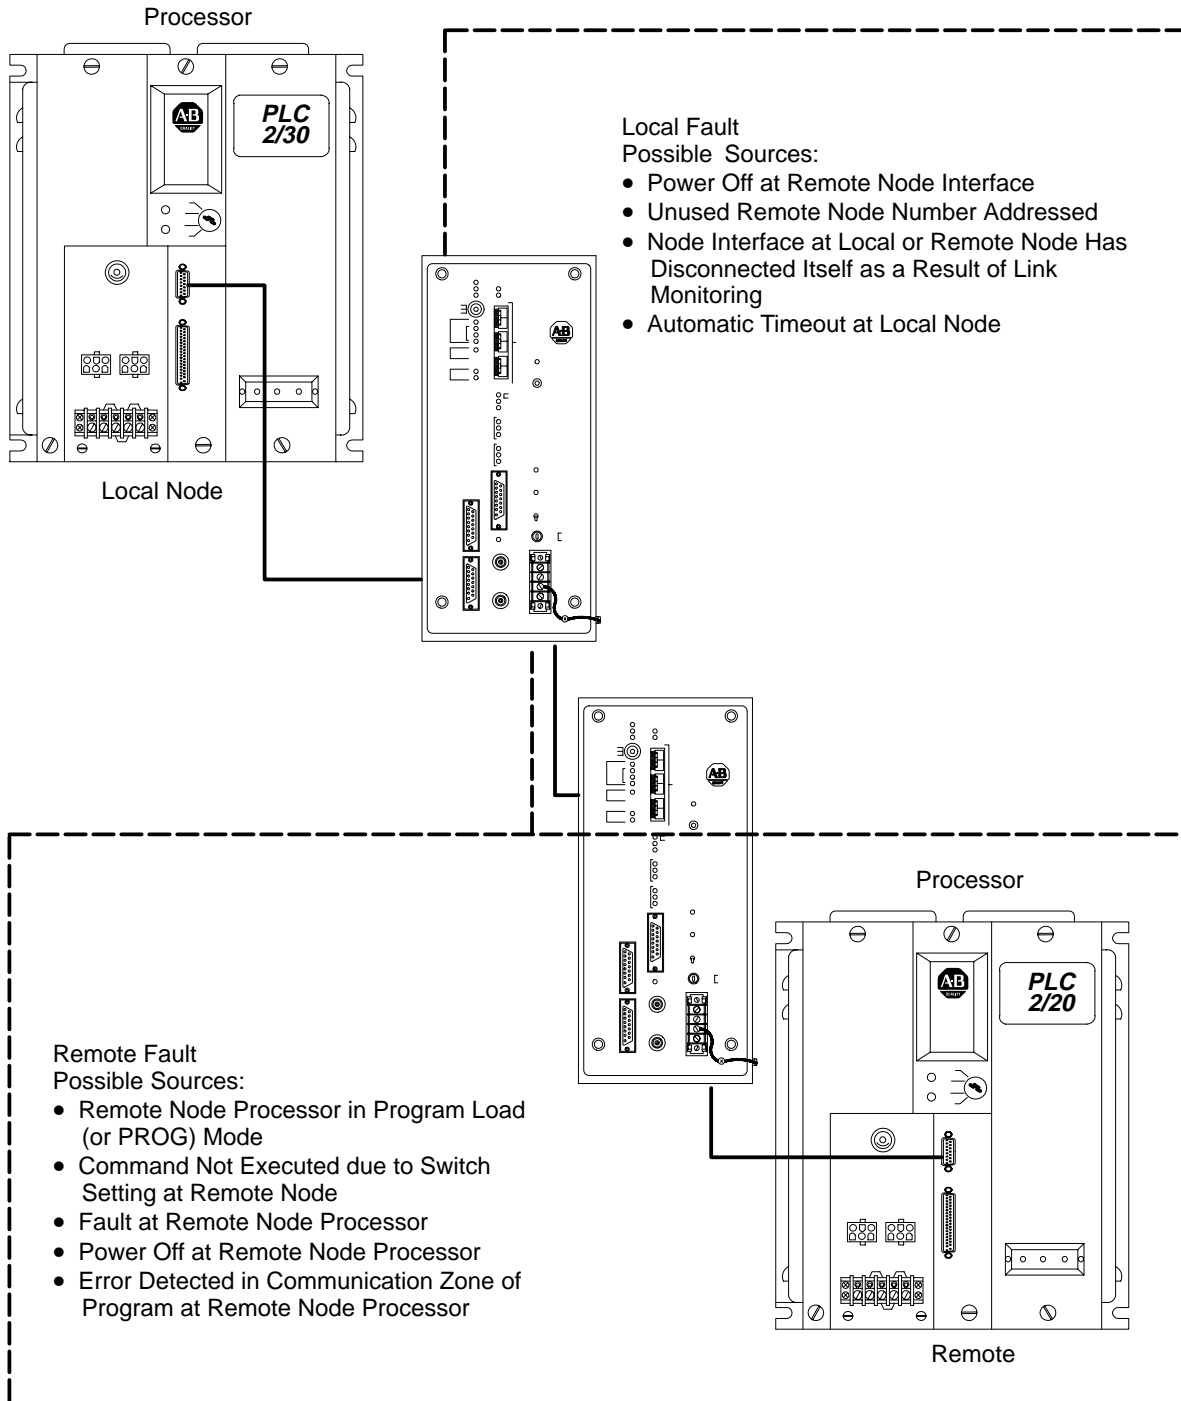 Processor
A-B
PLC
2/30
Local Fault
Possible Sources:
• Power Off at Remote Node Interface
• Unused Remote Node Number Addressed
• Node Interface at Local or Remote Node Has
Disconnected Itself as a Result of Link
Monitoring
• Automatic Timeout at Local Node
A-B
Local Node
A-B
Processor
A-B
PLC
2/20
Remote Fault
Possible Sources:
• Remote Node Processor in Program Load
(or PROG) Mode
• Command Not Executed due to Switch
Setting at Remote Node
• Fault at Remote Node Processor
• Power Off at Remote Node Processor
• Error Detected in Communication Zone of
Program at Remote Node Processor
Remote